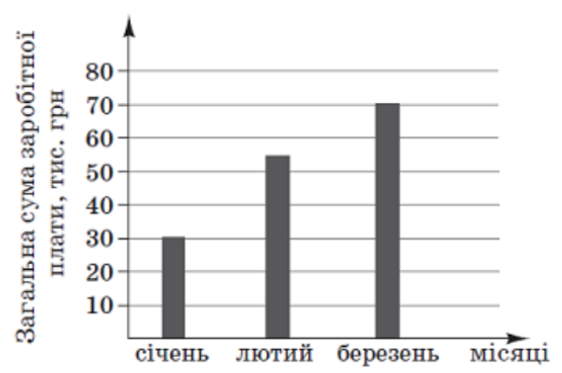 Загальна сума заробітної
плати, тис. грн
80
70
60
50
40
30
20
10
січень лютий березень місяці